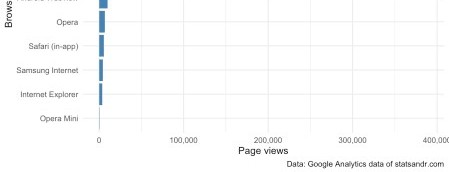 Brows
Opera
Safari (in-app)
Samsung Internet
Internet Explorer
Opera Mini
0 100,000 200,000 300,000 400,000
Page views
Data: Google Analytics data of statsandr.com